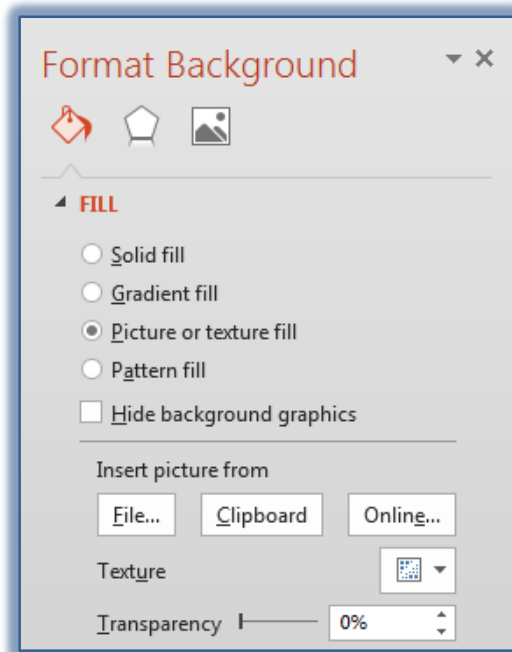 Format Background
FILL
Solid fill
Gradient fill
Picture or texture fill
Pattern fill
Hide background graphics
Insert picture from
File... Clipboard Online...
Texture
Transparency 0%